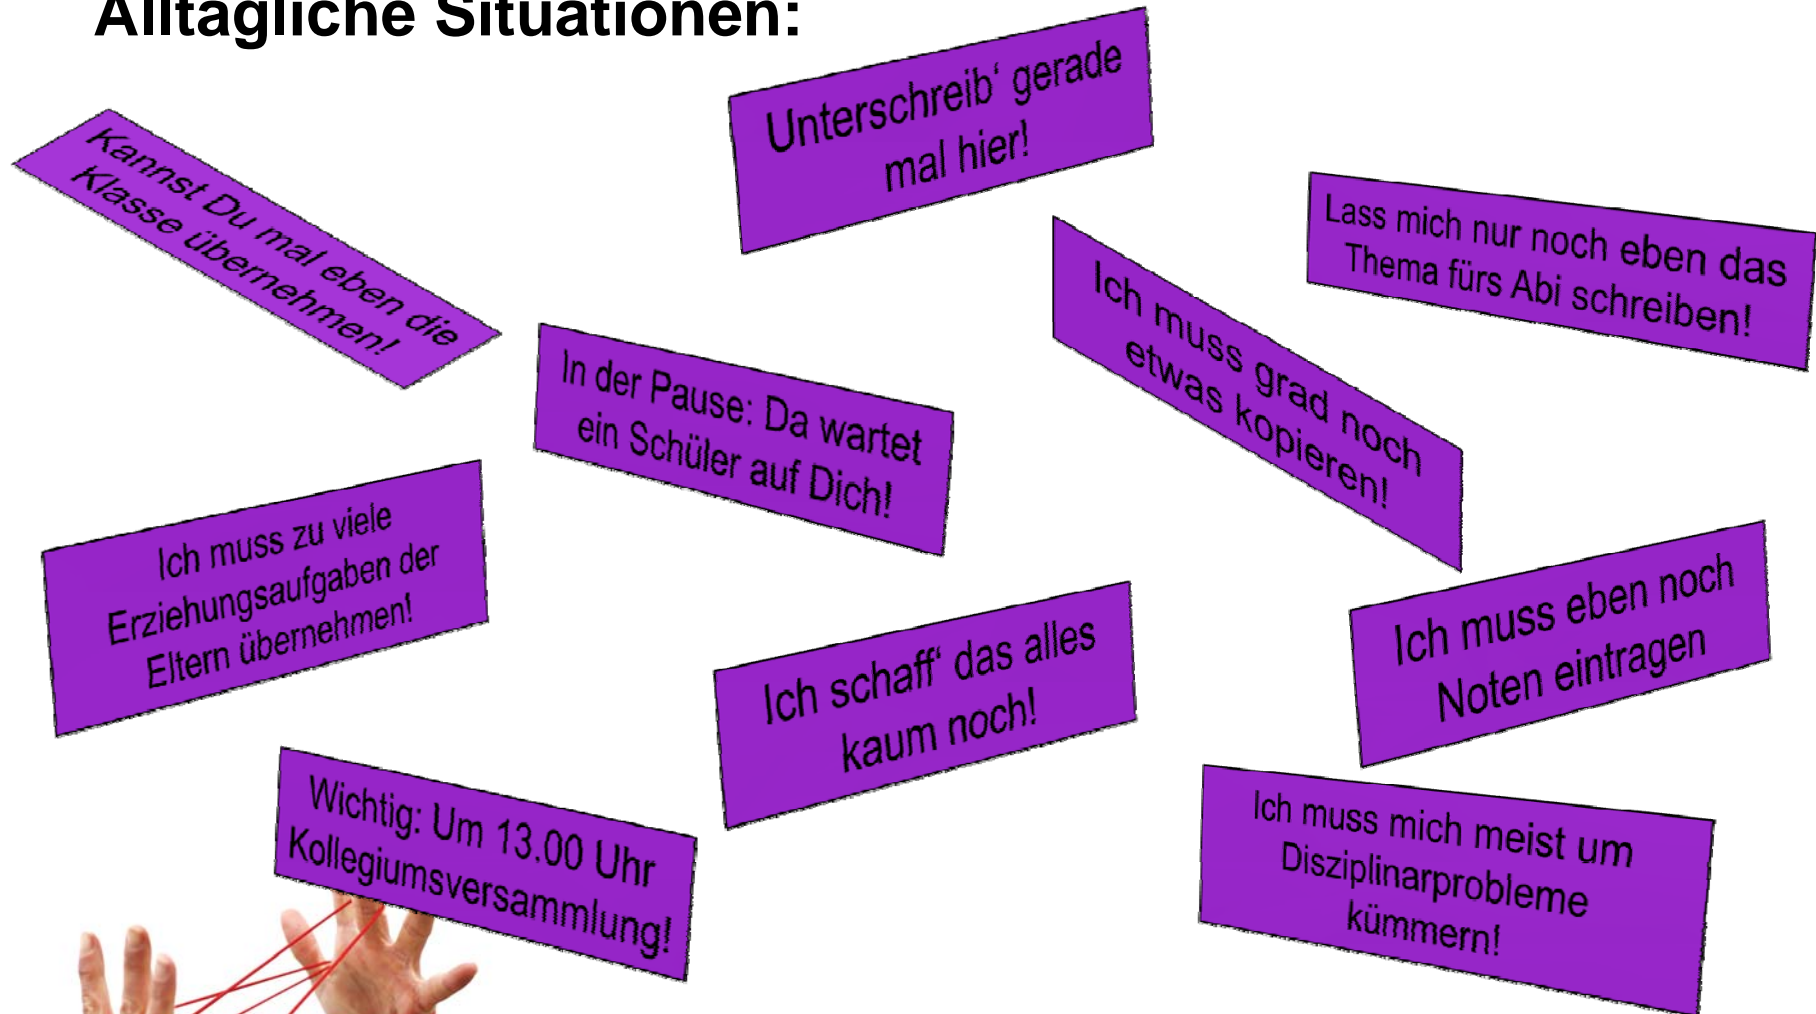 Alltägliche Situationen:
Unterschreib‘ gerade
mal hier!
Kannst Du mal eben die
Klasse übernehmen!
Lass mich nur noch eben das
Thema fürs Abi schreiben!
Ich muss grad noch
etwas kopieren!
In der Pause: Da wartet
ein Schüler auf Dich!
Ich muss zu viele
Erziehungsaufgaben der
Eltern übernehmen!
Ich muss eben noch
Noten eintragen
Ich schaff‘ das alles
kaum noch!
Wichtig: Um 13.00 Uhr
Kollegiumsversammlung!
Ich muss mich meist um
Disziplinarprobleme
kümmern!